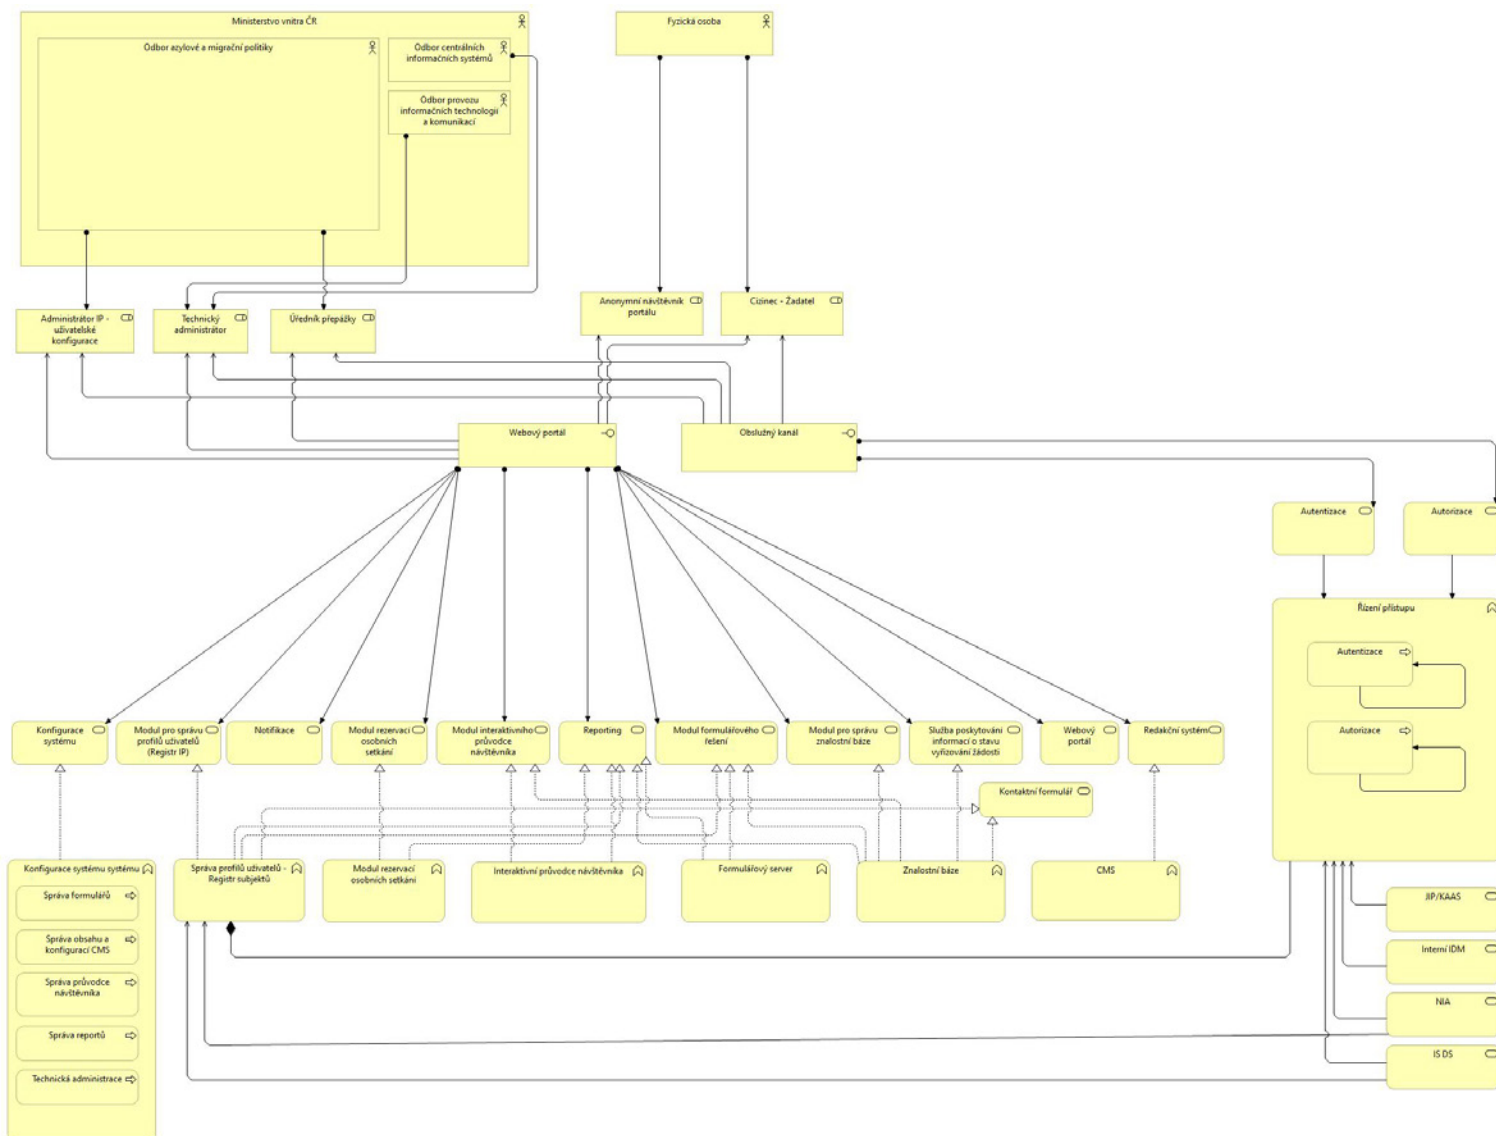 Ministerstvo vnitra ČR
Fyzická osoba
Odbor azylové a migrační politiky
Odbor centrálních
informačních systémů
Odbor provozu
informačních technologií
a komunikací
Anonymní návštěvník
portálu
Cizinec - Žadatel
Administrátor IP -
uživatelské
konfigurace
Technický
administrátor
Úředník přepážky
Webový portál
Obslužný kanál
Autentizace
Autorizace
Řízení přístupu
Autentizace
Autorizace
Konfigurace
systému
Modul pro správu
profilů uživatelů
(Registr IP)
Notifikace
Modul rezervací
osobních
setkání
Modul interaktivního
průvodce
návštěvníka
Reporting
Modul formulářového
řešení
Modul pro správu
znalostní báze
Služba poskytování
informací o stavu
vyřizování žádosti
Webový
portál
Redakční systém
Kontaktní formulář
Konfigurace systému systému
Správa formulářů
Správa obsahu a
konfigurací CMS
Správa průvodce
návštěvníka
Správa reportů
Technická administrace
Správa profilů uživatelů -
Registr subjektů
Modul rezervací
osobních setkání
Interaktivní průvodce návštěvníka
Formulářový server
Znalostní báze
CMS
JIP/KAAS
Interní IDM
NIA
IS DS